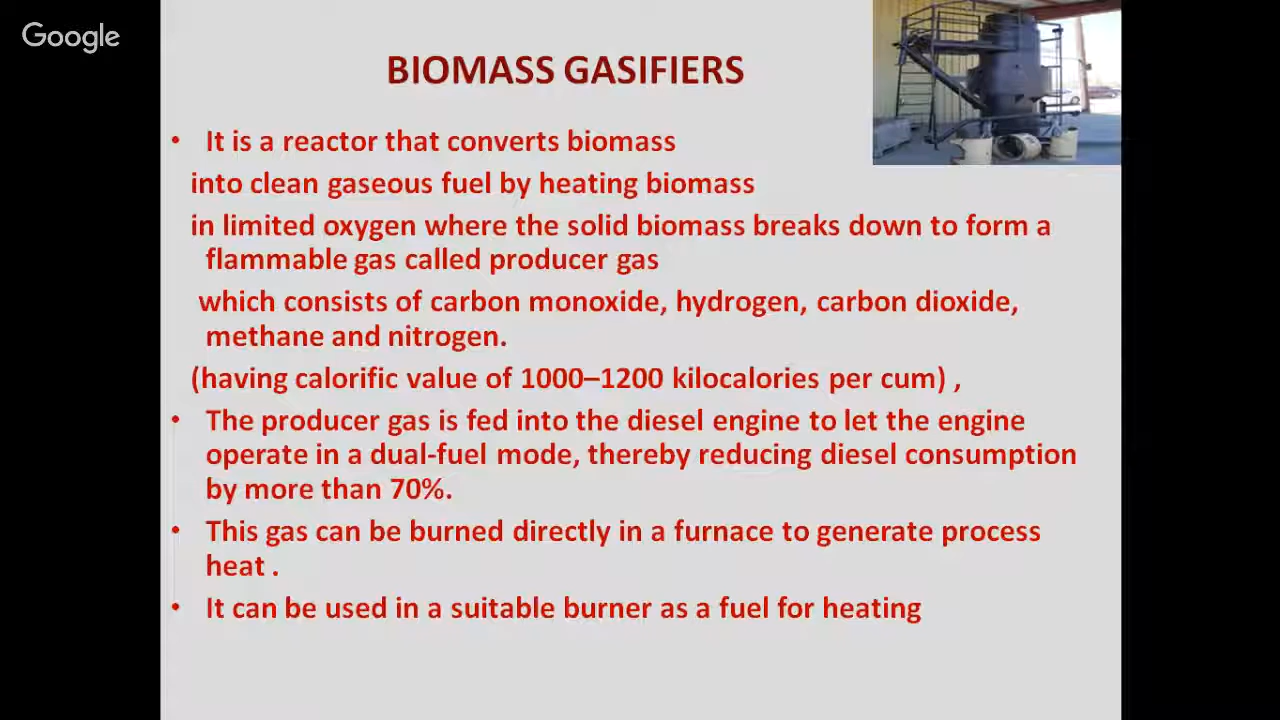 Google
BIOMASS GASIFIERS
• It is a reactor that converts biomass
into clean gaseous fuel by heating biomass
in limited oxygen where the solid biomass breaks down to form a
flammable gas called producer gas
which consists of carbon monoxide, hydrogen, carbon dioxide,
methane and nitrogen.
(having calorific value of 1000–1200 kilocalories per cum) ,
• The producer gas is fed into the diesel engine to let the engine
operate in a dual-fuel mode, thereby reducing diesel consumption
by more than 70%.
• This gas can be burned directly in a furnace to generate process
heat .
• It can be used in a suitable burner as a fuel for heating